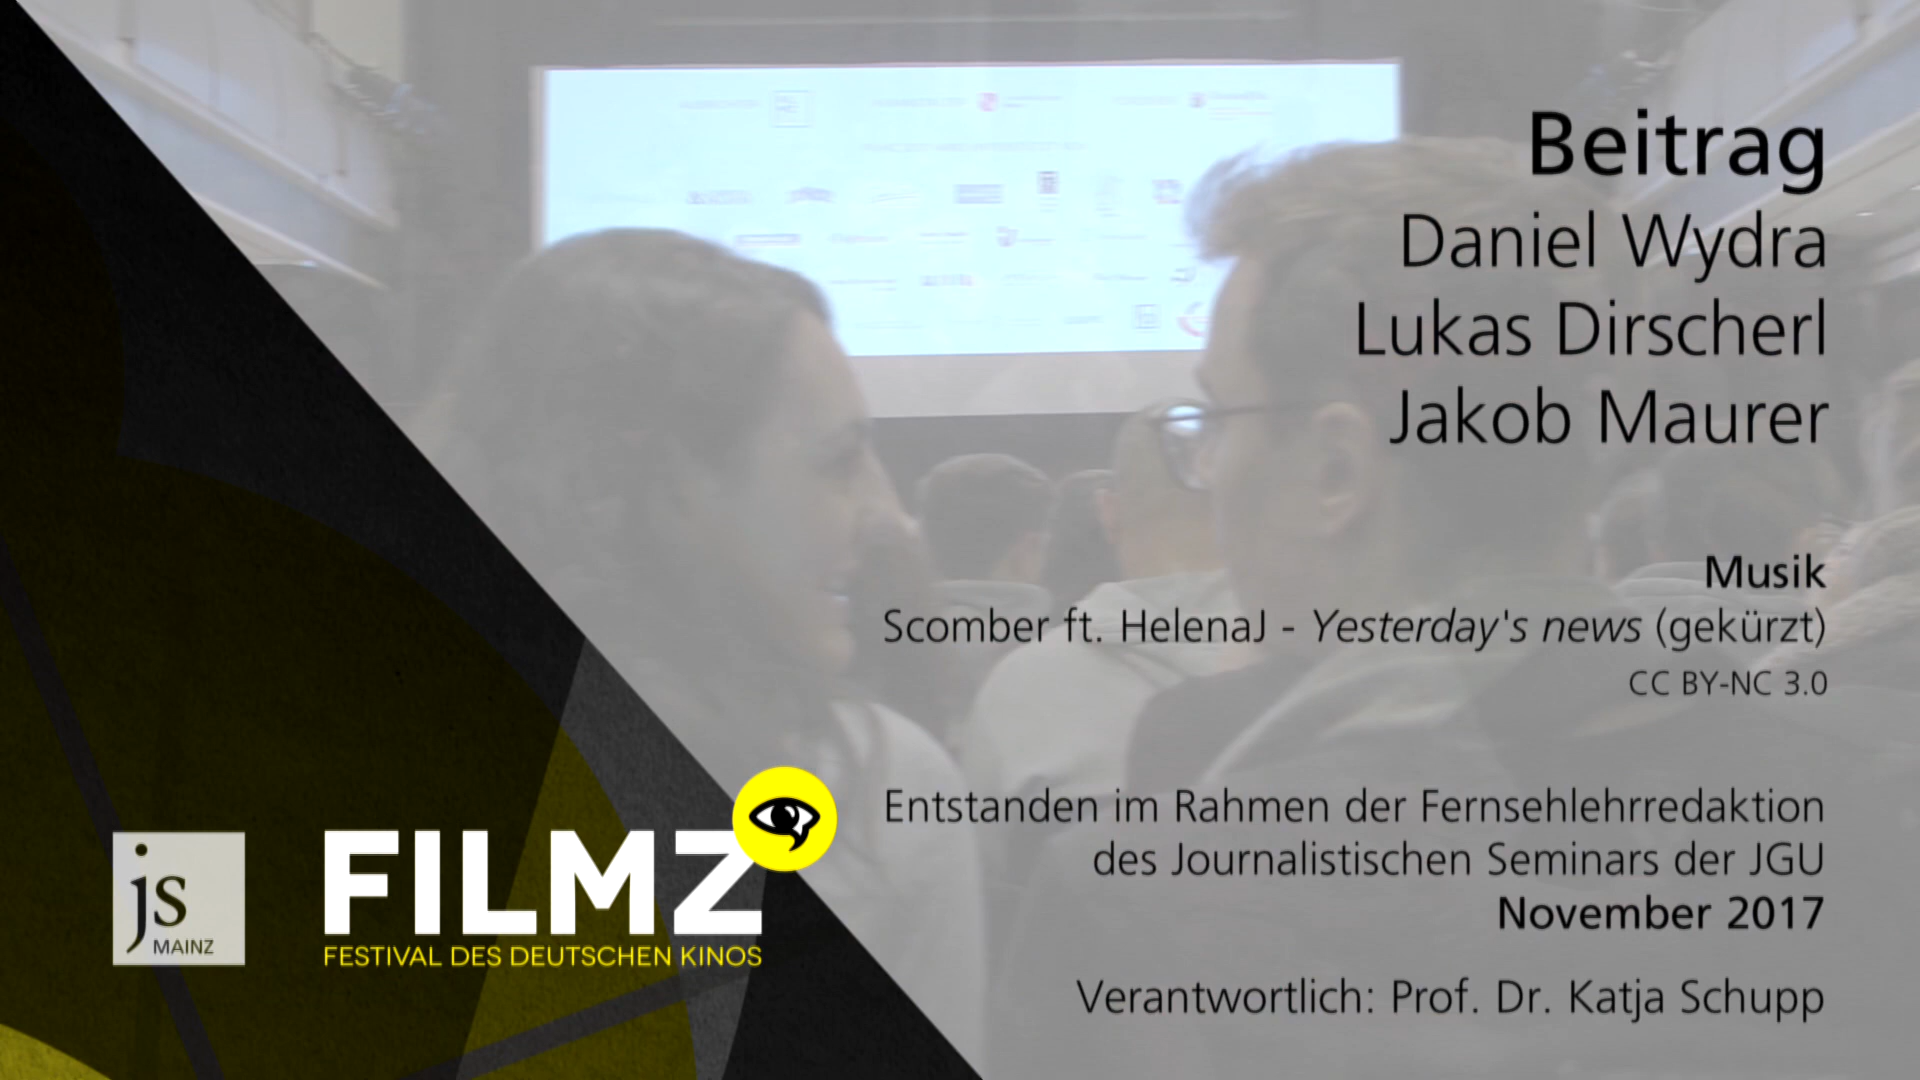 Beitrag
Daniel Wydra
Lukas Dirscherl
Jakob Maurer
Musik
Scomber ft. HelenaJ - Yesterday's news (gekürzt)
CC BY-NC 3.0
Entstanden im Rahmen der Fernsehlehrredaktion
des Journalistischen Seminars der JGU
November 2017
Verantwortlich: Prof. Dr. Katja Schupp
js
MAINZ
FILMZ
FESTIVAL DES DEUTSCHEN KINOS